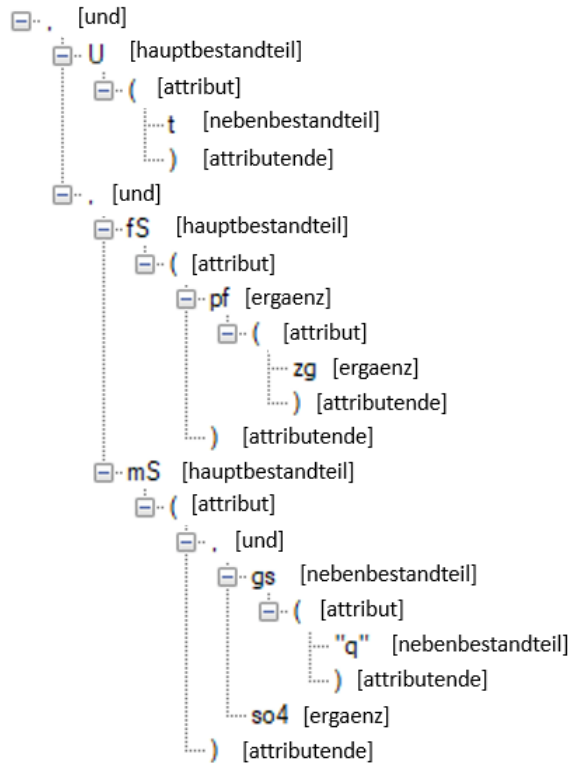 , [und]
U [hauptbestandteil]
( [attribut]
t [nebenbestandteil]
) [attributende]
, [und]
fS [hauptbestandteil]
( [attribut]
pf [ergaenz]
( [attribut]
zg [ergaenz]
) [attributende]
) [attributende]
mS [hauptbestandteil]
( [attribut]
, [und]
gs [nebenbestandteil]
( [attribut]
"q" [nebenbestandteil]
) [attributende]
so4 [ergaenz]
) [attributende]